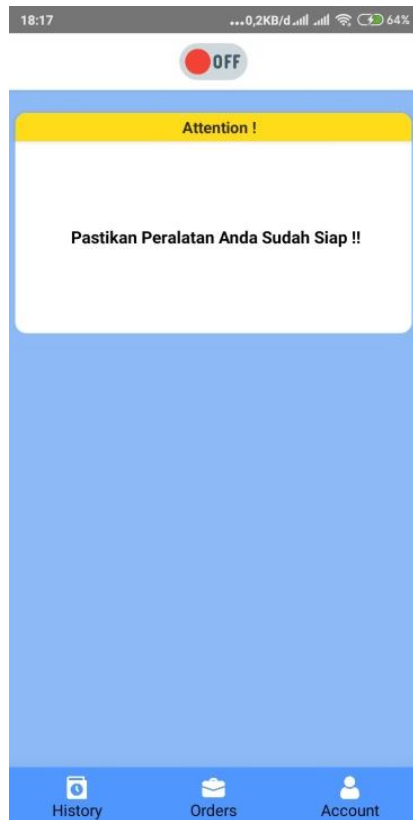 18:17 ...0,2KB/d 64%
OFF
Attention !
Pastikan Peralatan Anda Sudah Siap !!
History Orders Account